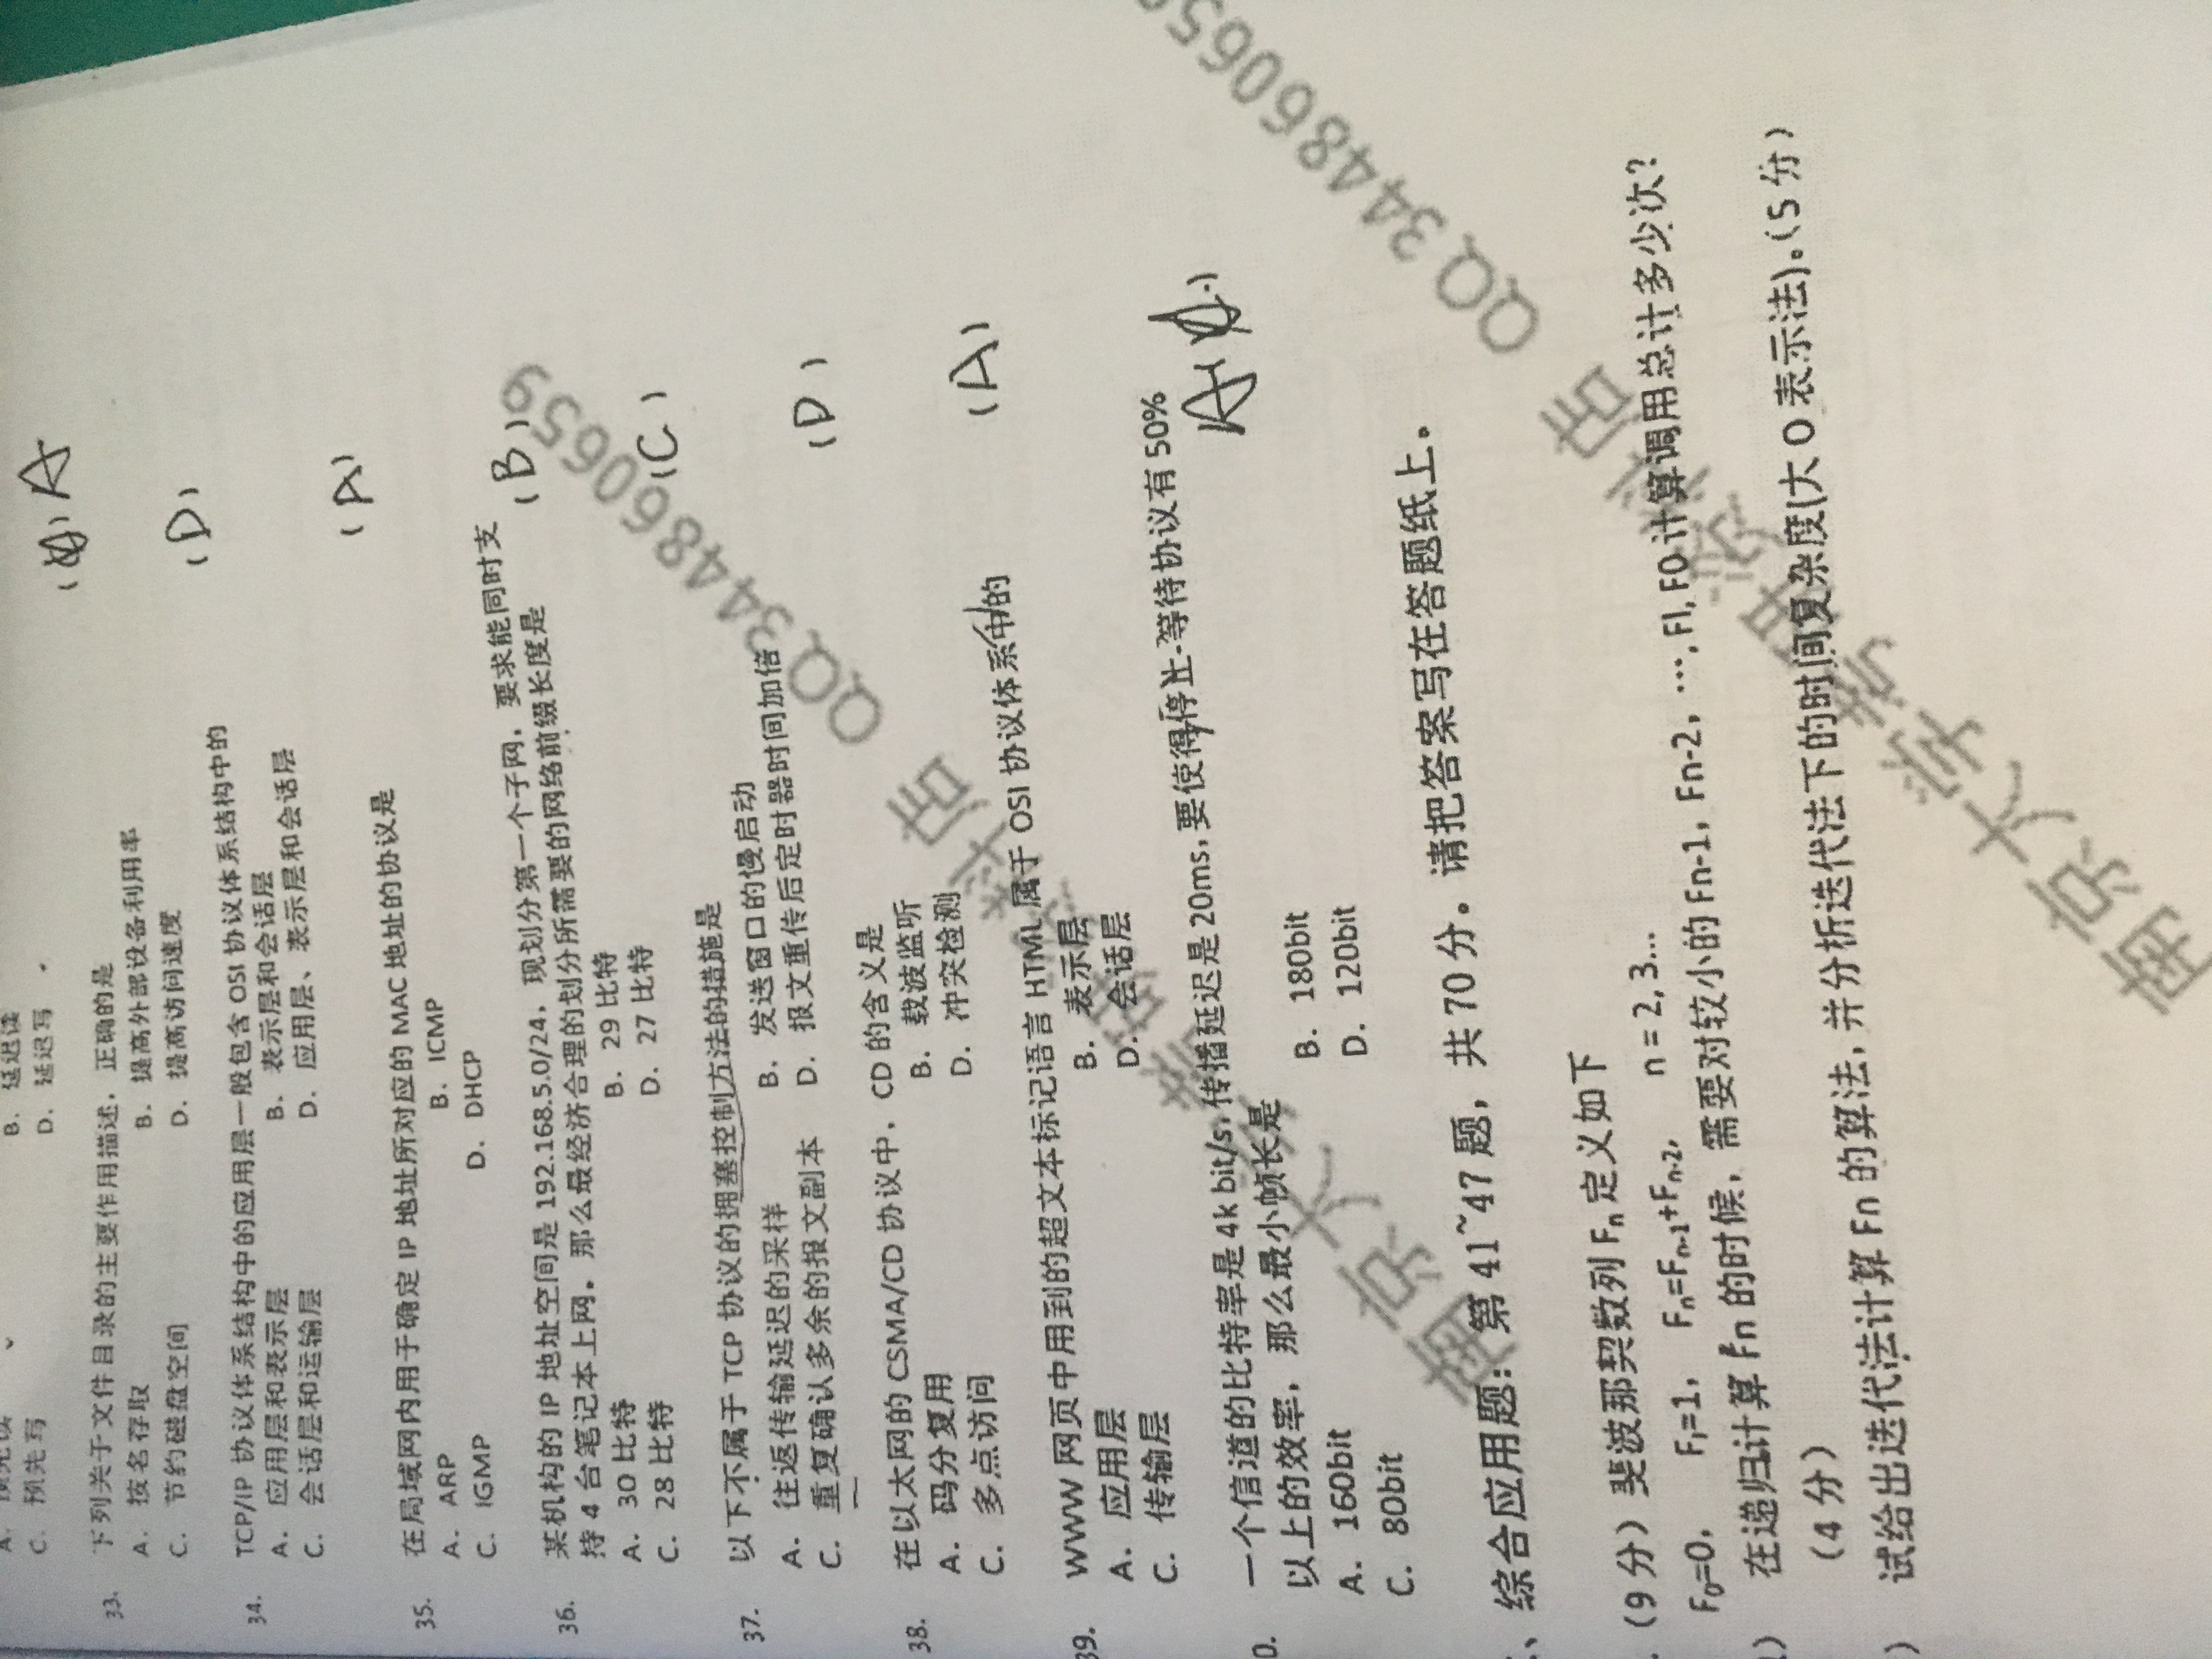 A. 预先读
B. 延迟读
C. 预先写
D. 延迟写
A
33. 下列关于文件目录的主要作用描述，正确的是
A. 按名存取
B. 提高外部设备利用率
C. 节约磁盘空间
D. 提高访问速度
(D)
34. TCP/IP 协议体系结构中的应用层一般包含 OSI 协议体系结构中的
A. 应用层和表示层
B. 表示层和会话层
C. 会话层和运输层
D. 应用层、表示层和会话层
(A)
35. 在局域网内用于确定 IP 地址所对应的 MAC 地址的协议是
A. ARP
B. ICMP
C. IGMP
D. DHCP
(B)
36. 某机构的 IP 地址空间是 192.168.5.0/24，现划分第一个子网，要求能同时支
持 4 台笔记本上网。那么最经济合理的划分所需要的网络前缀长度是
A. 30 比特
B. 29 比特
C. 28 比特
D. 27 比特
(C)
37. 以下不属于 TCP 协议的拥塞控制方法的措施是
A. 往返传输延迟的采样
B. 发送窗口的慢启动
C. 重复确认多余的报文副本
D. 报文重传后定时器时间加倍
(D)
38. 在以太网的 CSMA/CD 协议中，CD 的含义是
A. 码分复用
B. 载波监听
C. 多点访问
D. 冲突检测
(A)
39. WWW 网页中用到的超文本标记语言 HTML 属于 OSI 协议体系中的
A. 应用层
B. 表示层
C. 传输层
D. 会话层
A
0. 一个信道的比特率是 4k bit/s，传播延迟是 20ms，要使得停止-等待协议有 50%
以上的效率，那么最小帧长是
A. 160bit
B. 180bit
C. 80bit
D. 120bit
、综合应用题：第 41~47 题，共 70 分。请把答案写在答题纸上。
.（9 分）斐波那契数列 Fn 定义如下
F0=0， F1=1， Fn=Fn-1+Fn-2， n = 2, 3...
) 在递归计算 Fn 的时候，需要对较小的 Fn-1，Fn-2，…, Fl, F0 计算调用总计多少次？
（4 分）
) 试给出迭代法计算 Fn 的算法，并分析迭代法下的时间复杂度(大 O 表示法)。（5 分）
南京大学考研资料店 QQ 344860659
南京大学考研资料店 QQ 344860659